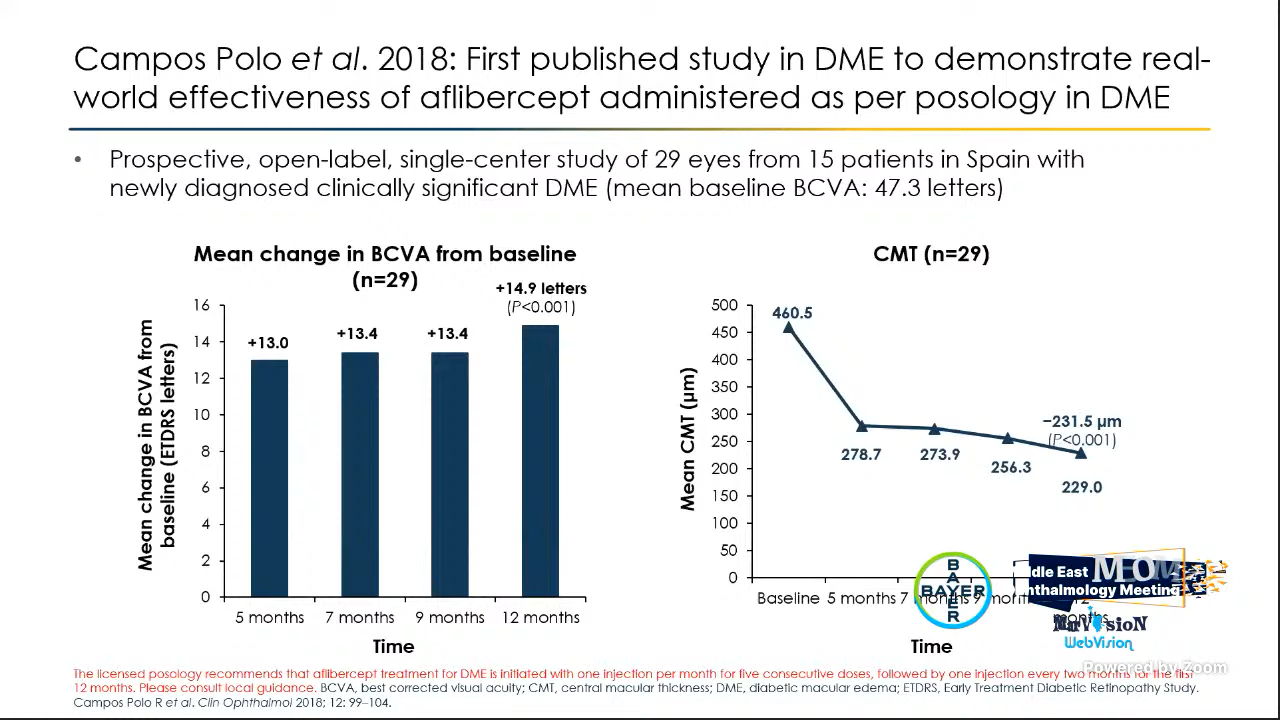 Campos Polo et al. 2018: First published study in DME to demonstrate real-
world effectiveness of aflibercept administered as per posology in DME
• Prospective, open-label, single-center study of 29 eyes from 15 patients in Spain with
newly diagnosed clinically significant DME (mean baseline BCVA: 47.3 letters)
Mean change in BCVA from baseline
(n=29)
Mean change in BCVA from
baseline (ETDRS letters)
16
14
12
10
8
6
4
2
0
+13.0
+13.4
+13.4
+14.9 letters
(P<0.001)
5 months 7 months 9 months 12 months
Time
CMT (n=29)
Mean CMT (µm)
500
450
400
350
300
250
200
150
100
50
0
460.5
278.7
273.9
256.3
−231.5 µm
(P<0.001)
229.0
Baseline 5 months 7 months 9
months
Time
BAYER
BAYER
MEOM
ddle East
hthalmology Meeting
WebVision
Powered by Zoom
The licensed posology recommends that aflibercept treatment for DME is initiated with one injection per month for five consecutive doses, followed by one injection every two months for the first
12 months. Please consult local guidance. BCVA, best corrected visual acuity; CMT, central macular thickness; DME, diabetic macular edema; ETDRS, Early Treatment Diabetic Retinopathy Study.
Campos Polo R et al. Clin Ophthalmol 2018; 12: 99–104.